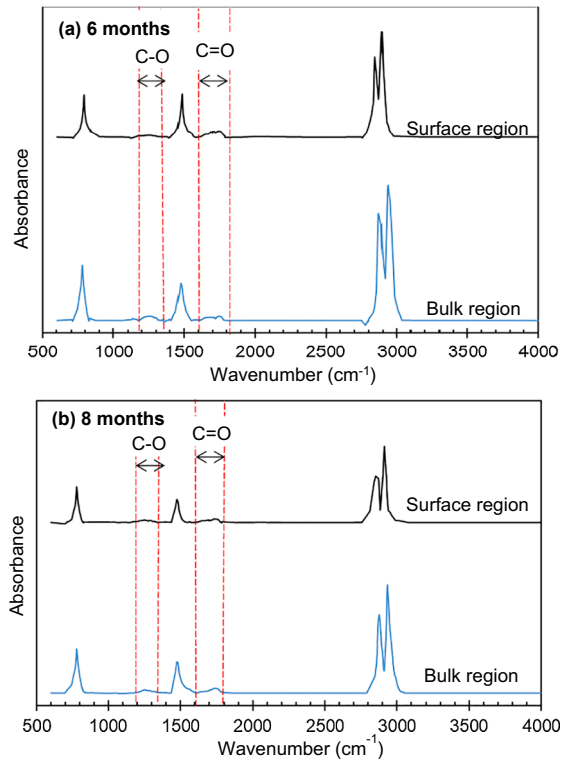 (a) 6 months
C-O
C=O
Surface region
Absorbance
Bulk region
500 1000 1500 2000 2500 3000 3500 4000
Wavenumber (cm-1)
(b) 8 months
C-O
C=O
Surface region
Absorbance
Bulk region
500 1000 1500 2000 2500 3000 3500 4000
Wavenumber (cm-1)